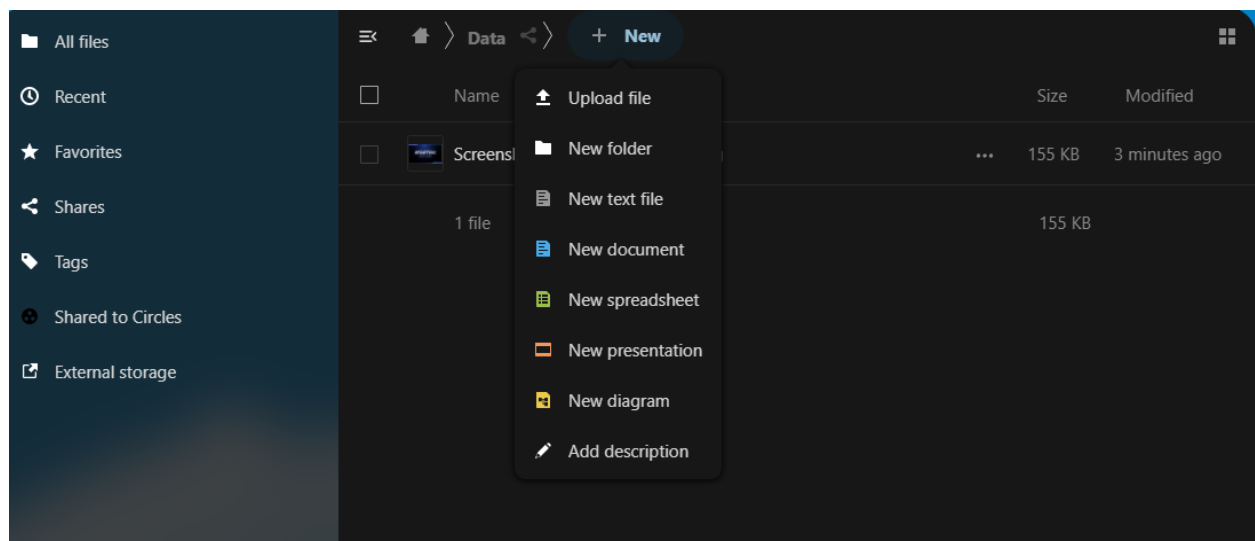 All files
Recent
Favorites
Shares
Tags
Shared to Circles
External storage
Data
+ New
Name
Size
Modified
Upload file
New folder
New text file
New document
New spreadsheet
New presentation
New diagram
Add description
Screens
155 KB
3 minutes ago
1 file
155 KB